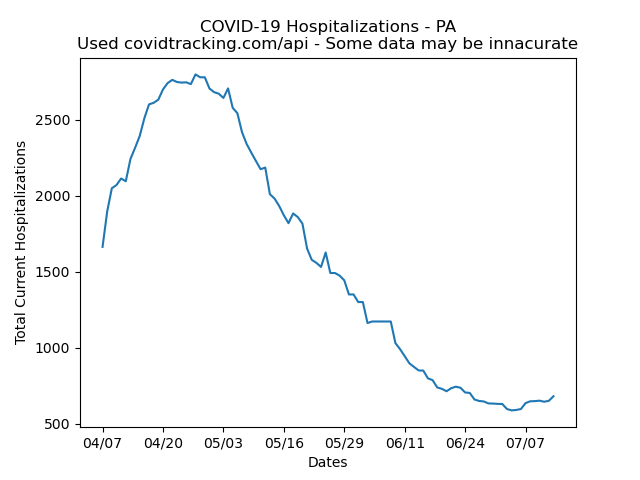 COVID-19 Hospitalizations - PA
Used covidtracking.com/api - Some data may be innacurate
Total Current Hospitalizations
2500
2000
1500
1000
500
04/07 04/20 05/03 05/16 05/29 06/11 06/24 07/07
Dates